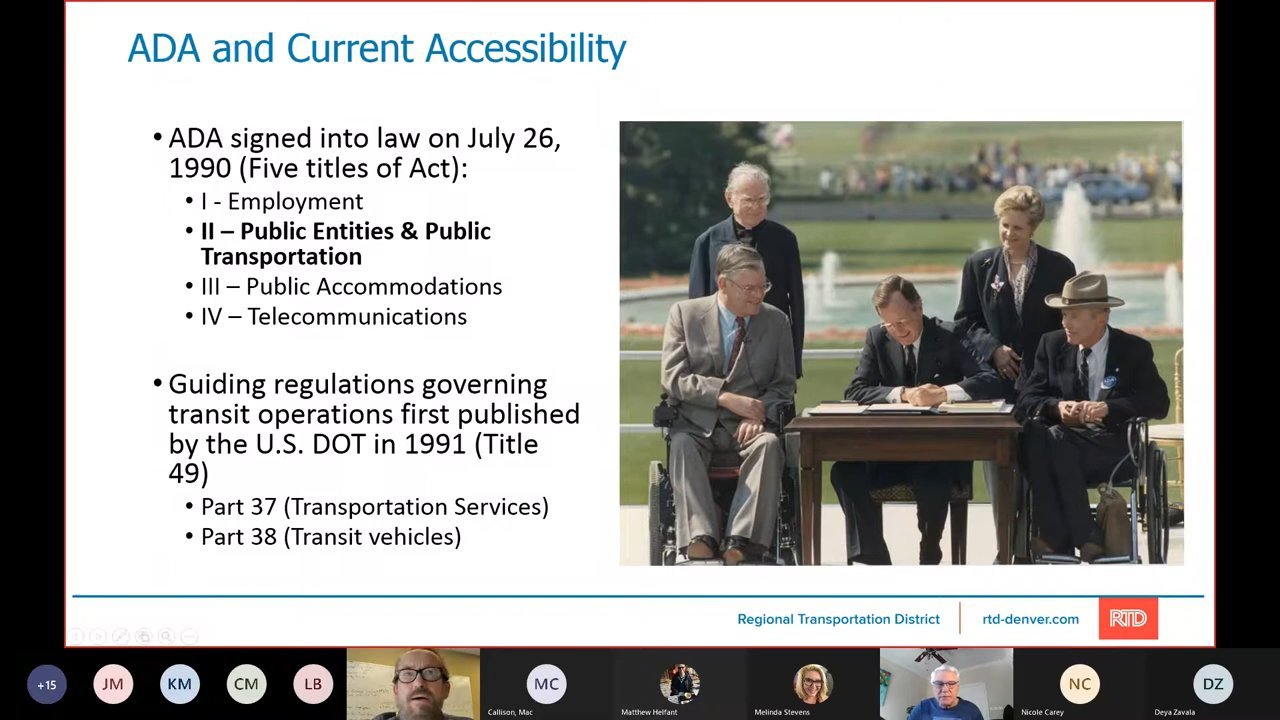 ADA and Current Accessibility
• ADA signed into law on July 26,
1990 (Five titles of Act):
• I - Employment
• II – Public Entities & Public
Transportation
• III – Public Accommodations
• IV – Telecommunications
• Guiding regulations governing
transit operations first published
by the U.S. DOT in 1991 (Title
49)
• Part 37 (Transportation Services)
• Part 38 (Transit vehicles)
Regional Transportation District
rtd-denver.com
RTD
+15
JM
KM
CM
LB
MC
Callison, Mac
Matthew Helfant
Melinda Stevens
NC
Nicole Carey
DZ
Deya Zavala